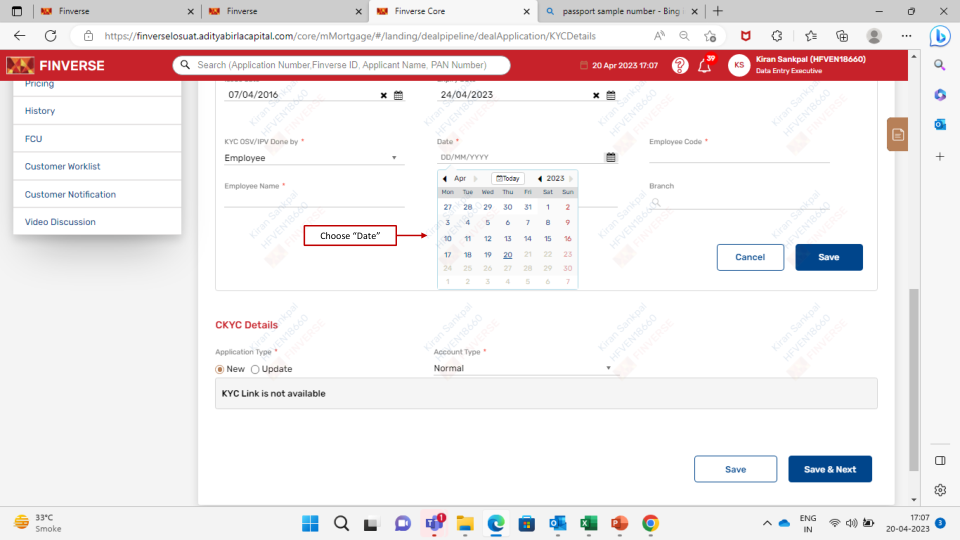 Finverse
Finverse
Finverse Core
passport sample number - Bing
https://finverselosuat.adityabirlacapital.com/core/mMortgage/#/landing/dealpipeline/dealApplication/KYCDetails
FINVERSE
Search (Application Number,Finverse ID, Applicant Name, PAN Number)
20 Apr 2023 17:07
39
KS
Kiran Sankpal (HFVEN18660)
Data Entry Executive
Pricing
History
FCU
Customer Worklist
Customer Notification
Video Discussion
07/04/2016
24/04/2023
KYC OSV/IPV Done by *
Date *
Employee Code *
Employee
DD/MM/YYYY
Employee Name *
Branch
Apr
Today
2023
Mon Tue Wed Thu Fri Sat Sun
27 28 29 30 31 1 2
3 4 5 6 7 8 9
10 11 12 13 14 15 16
17 18 19 20 21 22 23
24 25 26 27 28 29 30
1 2 3 4 5 6 7
Choose “Date”
Cancel
Save
CKYC Details
Application Type *
Account Type *
New
Update
Normal
KYC Link is not available
Save
Save & Next
Kiran Sankpal
HFVEN18660
FINVERSE
33°C
Smoke
1
ENG
IN
17:07
20-04-2023
3